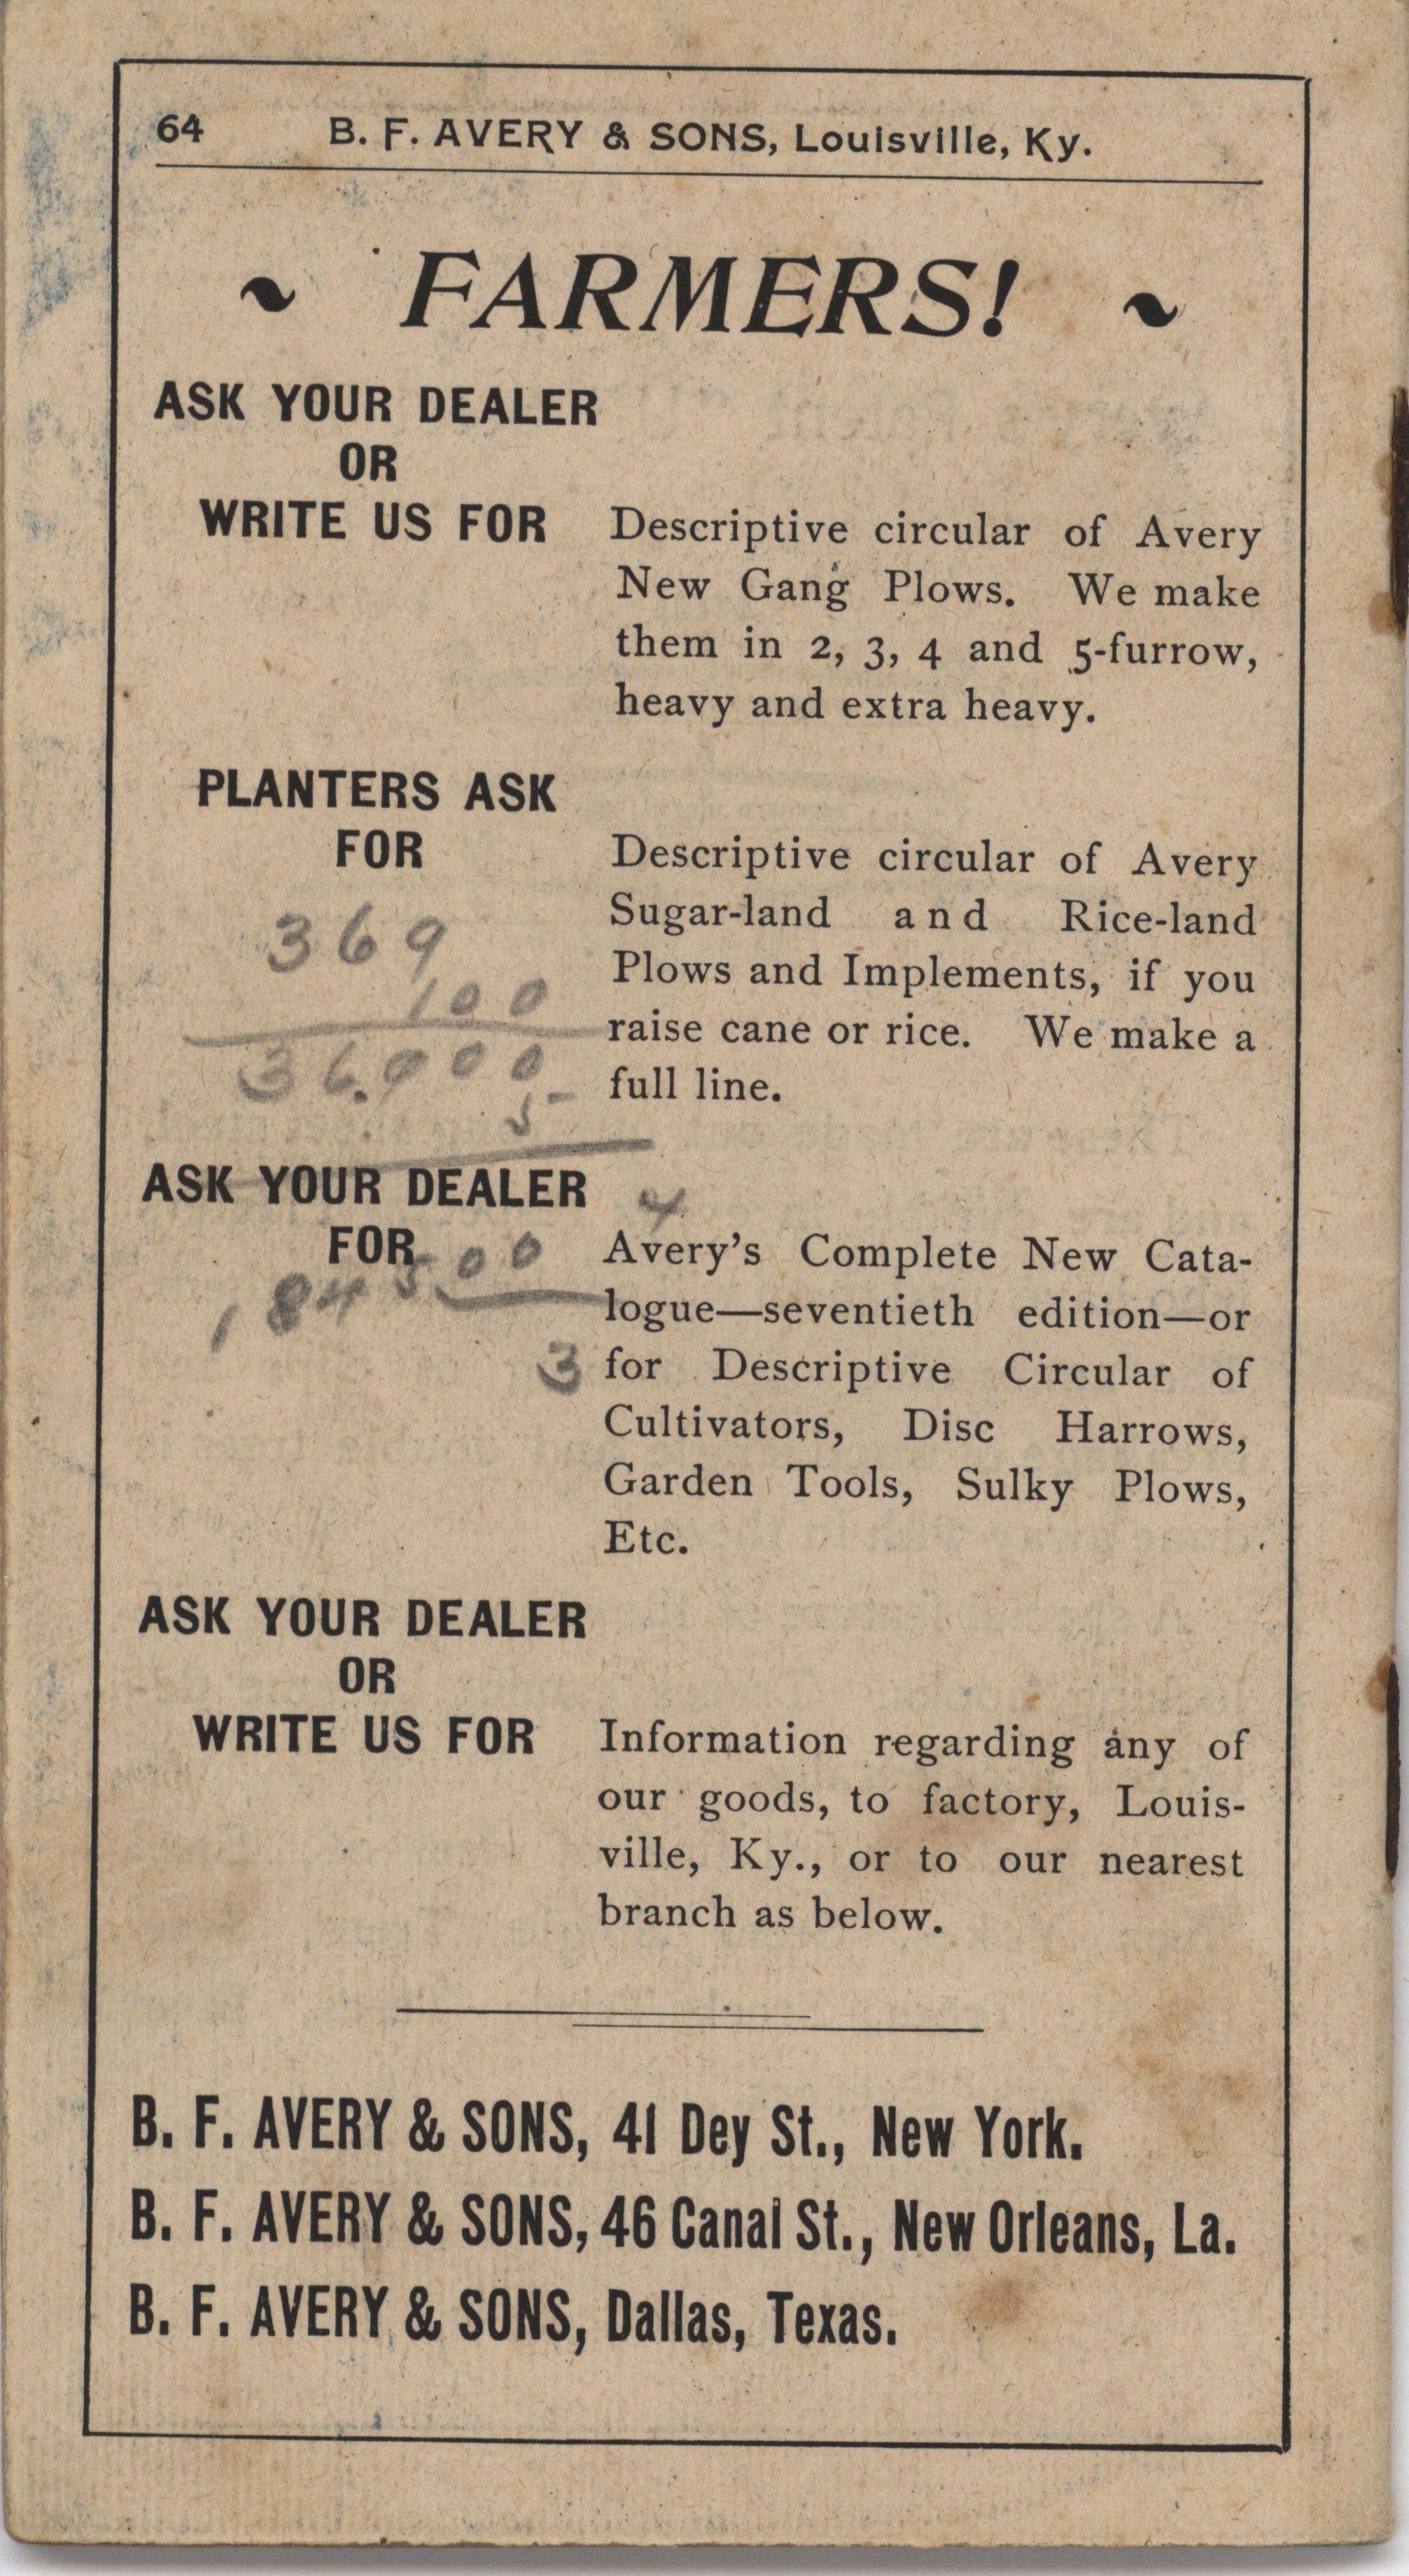 64 B. F. AVERY & SONS, Louisville, Ky.
~ FARMERS! ~
ASK YOUR DEALER
OR
WRITE US FOR
Descriptive circular of Avery
New Gang Plows. We make
them in 2, 3, 4 and 5-furrow,
heavy and extra heavy.
PLANTERS ASK
FOR
Descriptive circular of Avery
Sugar-land and Rice-land
Plows and Implements, if you
raise cane or rice. We make a
full line.
369
100
36.900
5
ASK YOUR DEALER
FOR
4
184500
3
Avery's Complete New Cata-
logue—seventieth edition—or
for Descriptive Circular of
Cultivators, Disc Harrows,
Garden Tools, Sulky Plows,
Etc.
ASK YOUR DEALER
OR
WRITE US FOR
Information regarding any of
our goods, to factory, Louis-
ville, Ky., or to our nearest
branch as below.
B. F. AVERY & SONS, 41 Dey St., New York.
B. F. AVERY & SONS, 46 Canal St., New Orleans, La.
B. F. AVERY & SONS, Dallas, Texas.